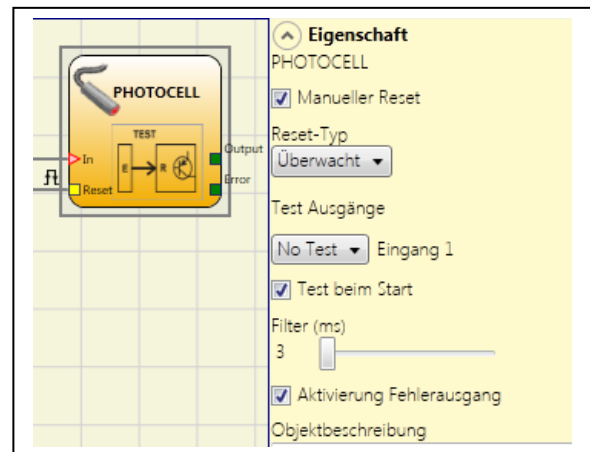 PHOTOCELL
TEST
In
E
R
Output
Reset
Error
Eigenschaft
PHOTOCELL
Manueller Reset
Reset-Typ
Überwacht
Test Ausgänge
No Test Eingang 1
Test beim Start
Filter (ms)
3
Aktivierung Fehlerausgang
Objektbeschreibung